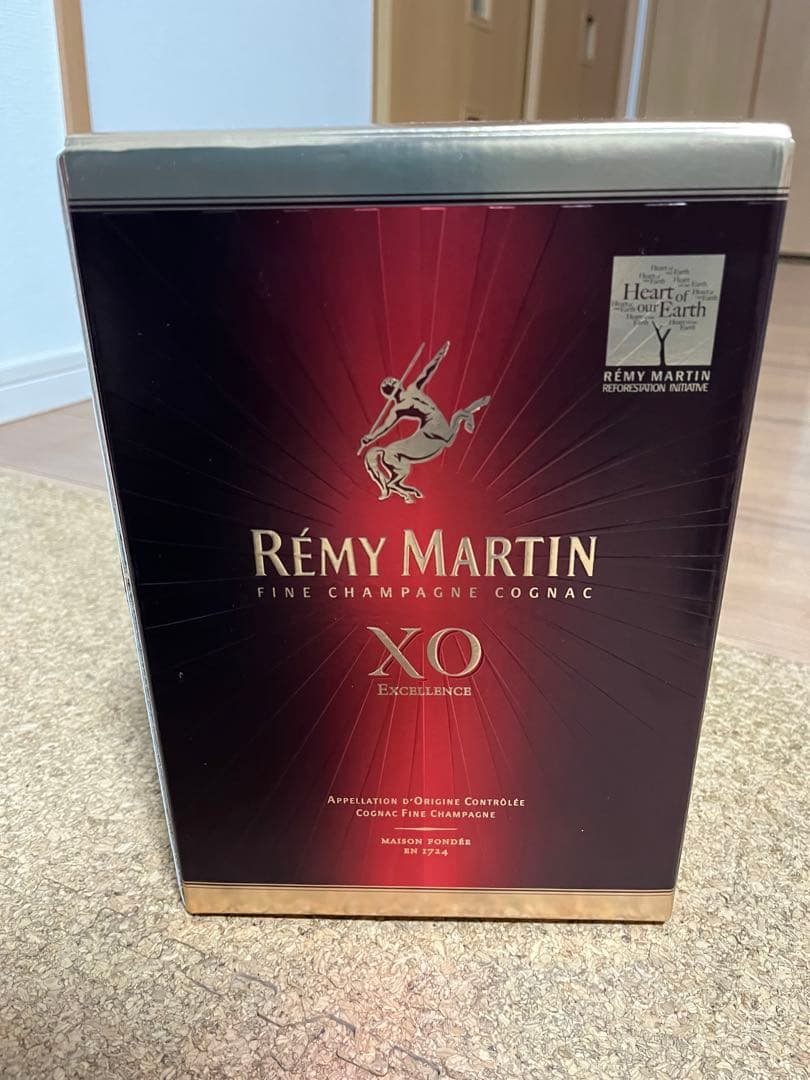 Heart of
our Earth
RÉMY MARTIN
REFORESTATION INITIATIVE
RÉMY MARTIN
FINE CHAMPAGNE COGNAC
XO
EXCELLENCE
APPELLATION D'ORIGINE CONTRÔLÉE
COGNAC FINE CHAMPAGNE
MAISON FONDÉE
EN 1724